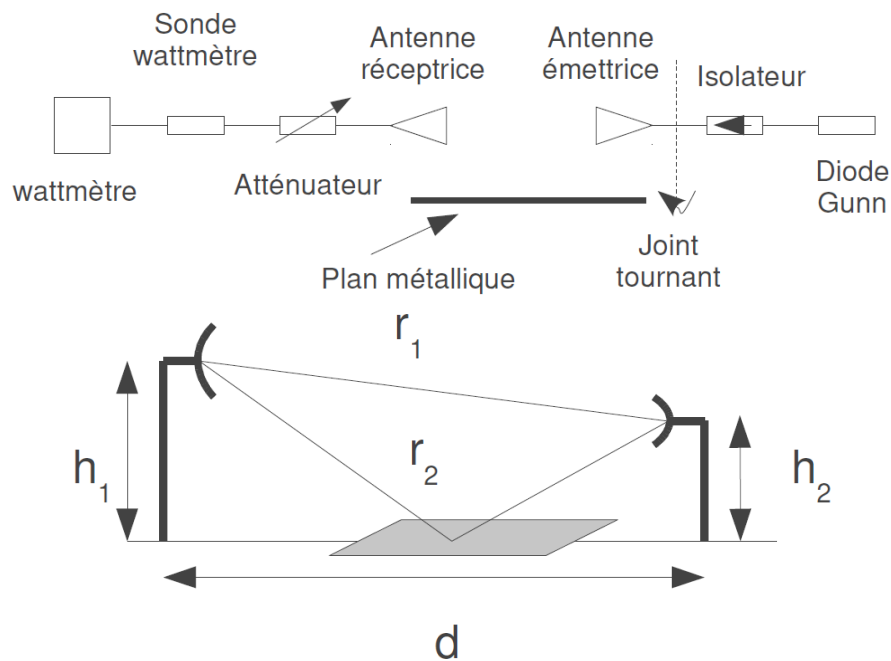 Sonde
wattmètre
Antenne
réceptrice
Antenne
émettrice
Isolateur
wattmètre
Atténuateur
Diode
Gunn
Plan métallique
Joint
tournant
r1
r2
h1
h2
d